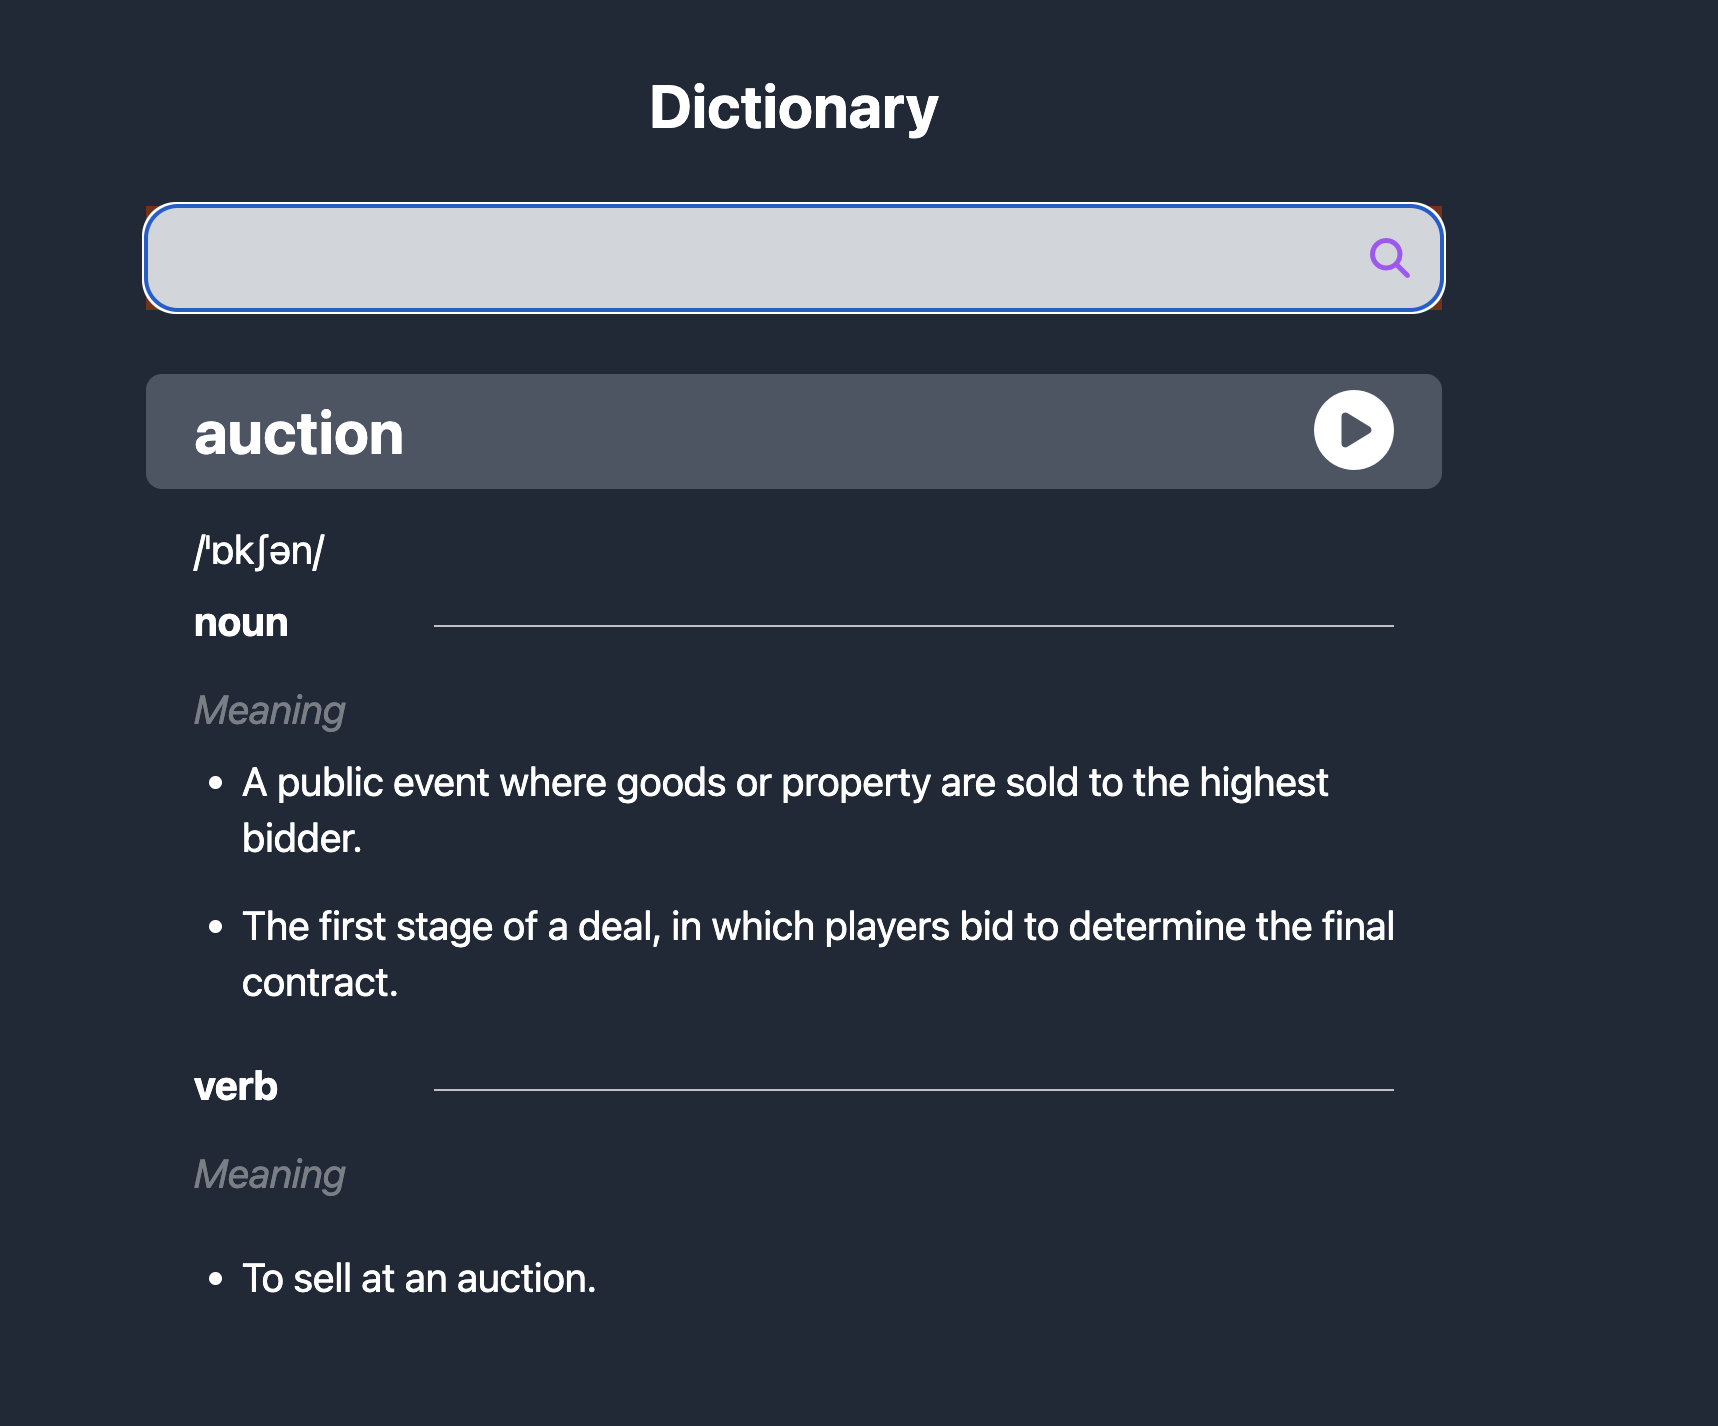 Dictionary
auction
/ˈɒkʃən/
noun
Meaning
• A public event where goods or property are sold to the highest
bidder.
• The first stage of a deal, in which players bid to determine the final
contract.
verb
Meaning
• To sell at an auction.